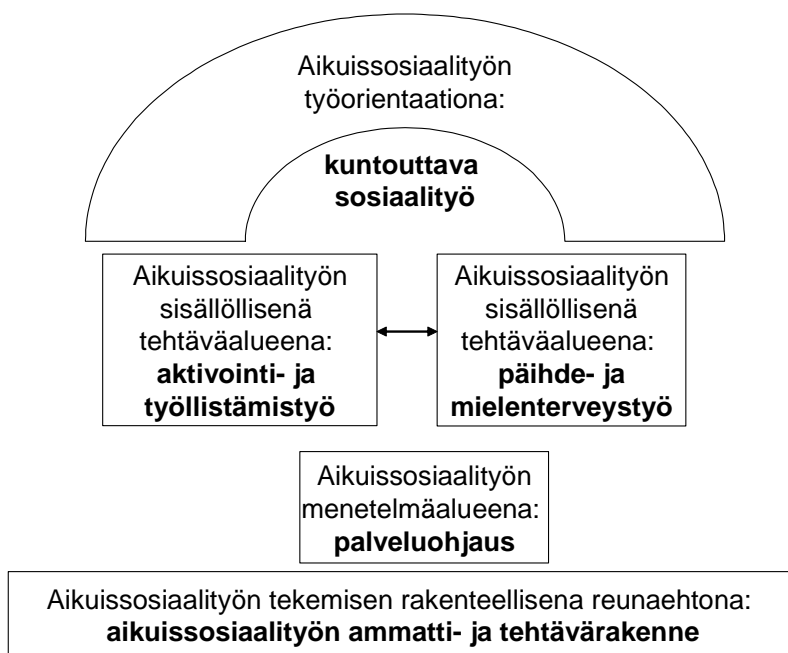 Aikuissosiaalityön
työorientaationa:
kuntouttava
sosiaalityö
Aikuissosiaalityön
sisällöllisenä
tehtäväalueena:
aktivointi- ja
työllistämistyö
Aikuissosiaalityön
sisällöllisenä
tehtäväalueena:
päihde- ja
mielenterveystyö
Aikuissosiaalityön
menetelmäalueena:
palveluohjaus
Aikuissosiaalityön tekemisen rakenteellisena reunaehtona:
aikuissosiaalityön ammatti- ja tehtävärakenne